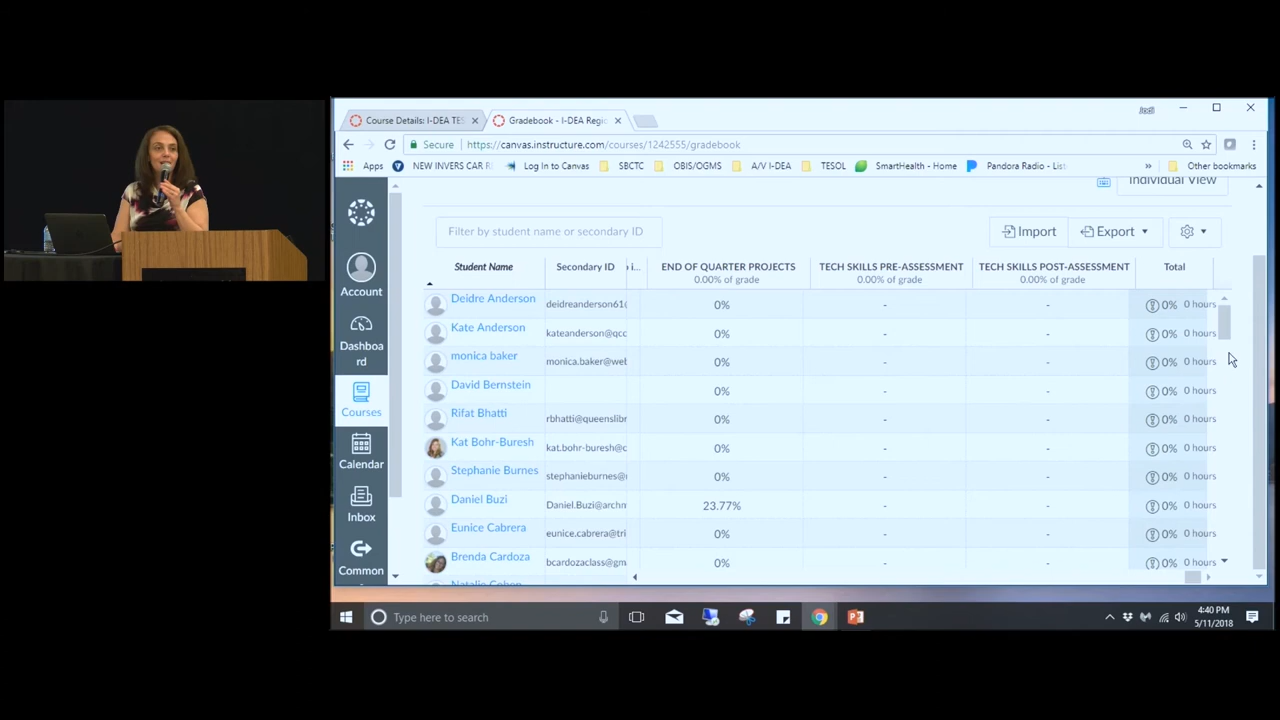 Course Details: I-DEA TES
Gradebook - I-DEA Regio
Secure
https://canvas.instructure.com/courses/1242555/gradebook
Apps
NEW INVERS CAR R
Log In to Canvas
SBCTC
OBIS/OGMS
A/V I-DEA
TESOL
SmartHealth - Home
Pandora Radio - List
»
Other bookmarks
Individual View
Filter by student name or secondary ID
Import
Export
Student Name
Secondary ID
END OF QUARTER PROJECTS
0.00% of grade
TECH SKILLS PRE-ASSESSMENT
0.00% of grade
TECH SKILLS POST-ASSESSMENT
0.00% of grade
Total
Deidre Anderson deidreanderson61( 0% - - 0% 0 hours
Kate Anderson kateanderson@qcc 0% - - 0% 0 hours
monica baker monica.baker@web 0% - - 0% 0 hours
David Bernstein 0% - - 0% 0 hours
Rifat Bhatti rbhatti@queenslibr 0% - - 0% 0 hours
Kat Bohr-Buresh kat.bohr-buresh@c 0% - - 0% 0 hours
Stephanie Burnes stephanieburnes@ 0% - - 0% 0 hours
Daniel Buzi Daniel.Buzi@archm 23.77% - - 0% 0 hours
Eunice Cabrera eunice.cabrera@tri 0% - - 0% 0 hours
Brenda Cardoza bcardozaclass@gm 0% - - 0% 0 hours
Natalie Cohen
Account
Dashboa
rd
Courses
Calendar
Inbox
Common
Type here to search
4:40 PM
5/11/2018